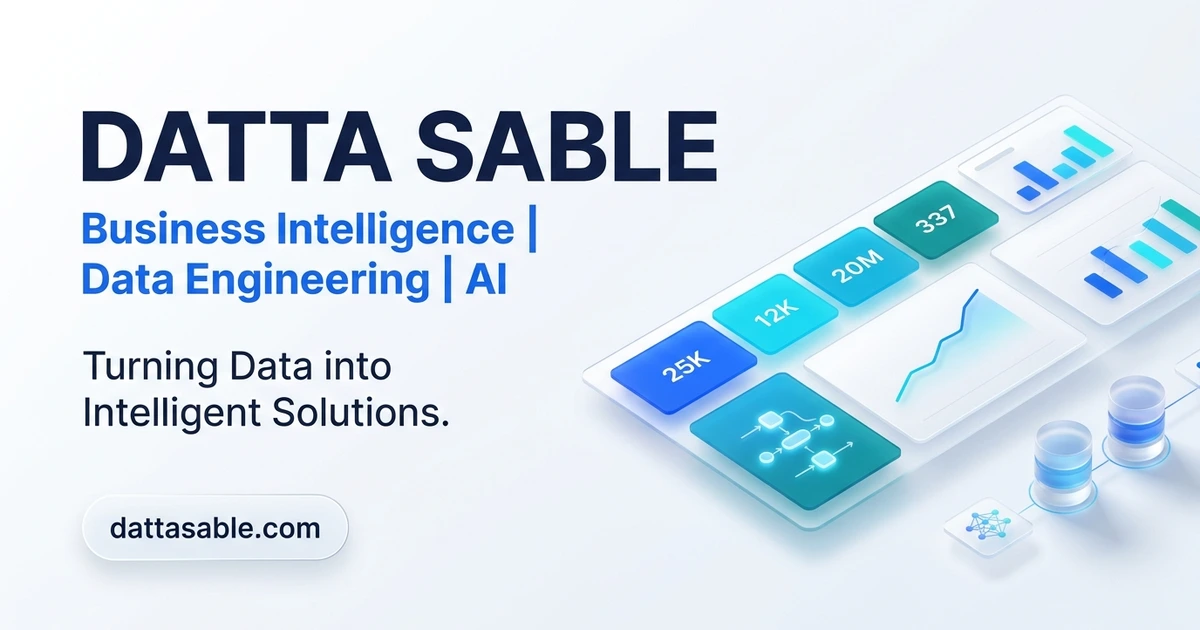 DATTA SABLE
Business Intelligence |
Data Engineering | AI
Turning Data into
Intelligent Solutions.
dattasable.com
25K
12K
20M
337